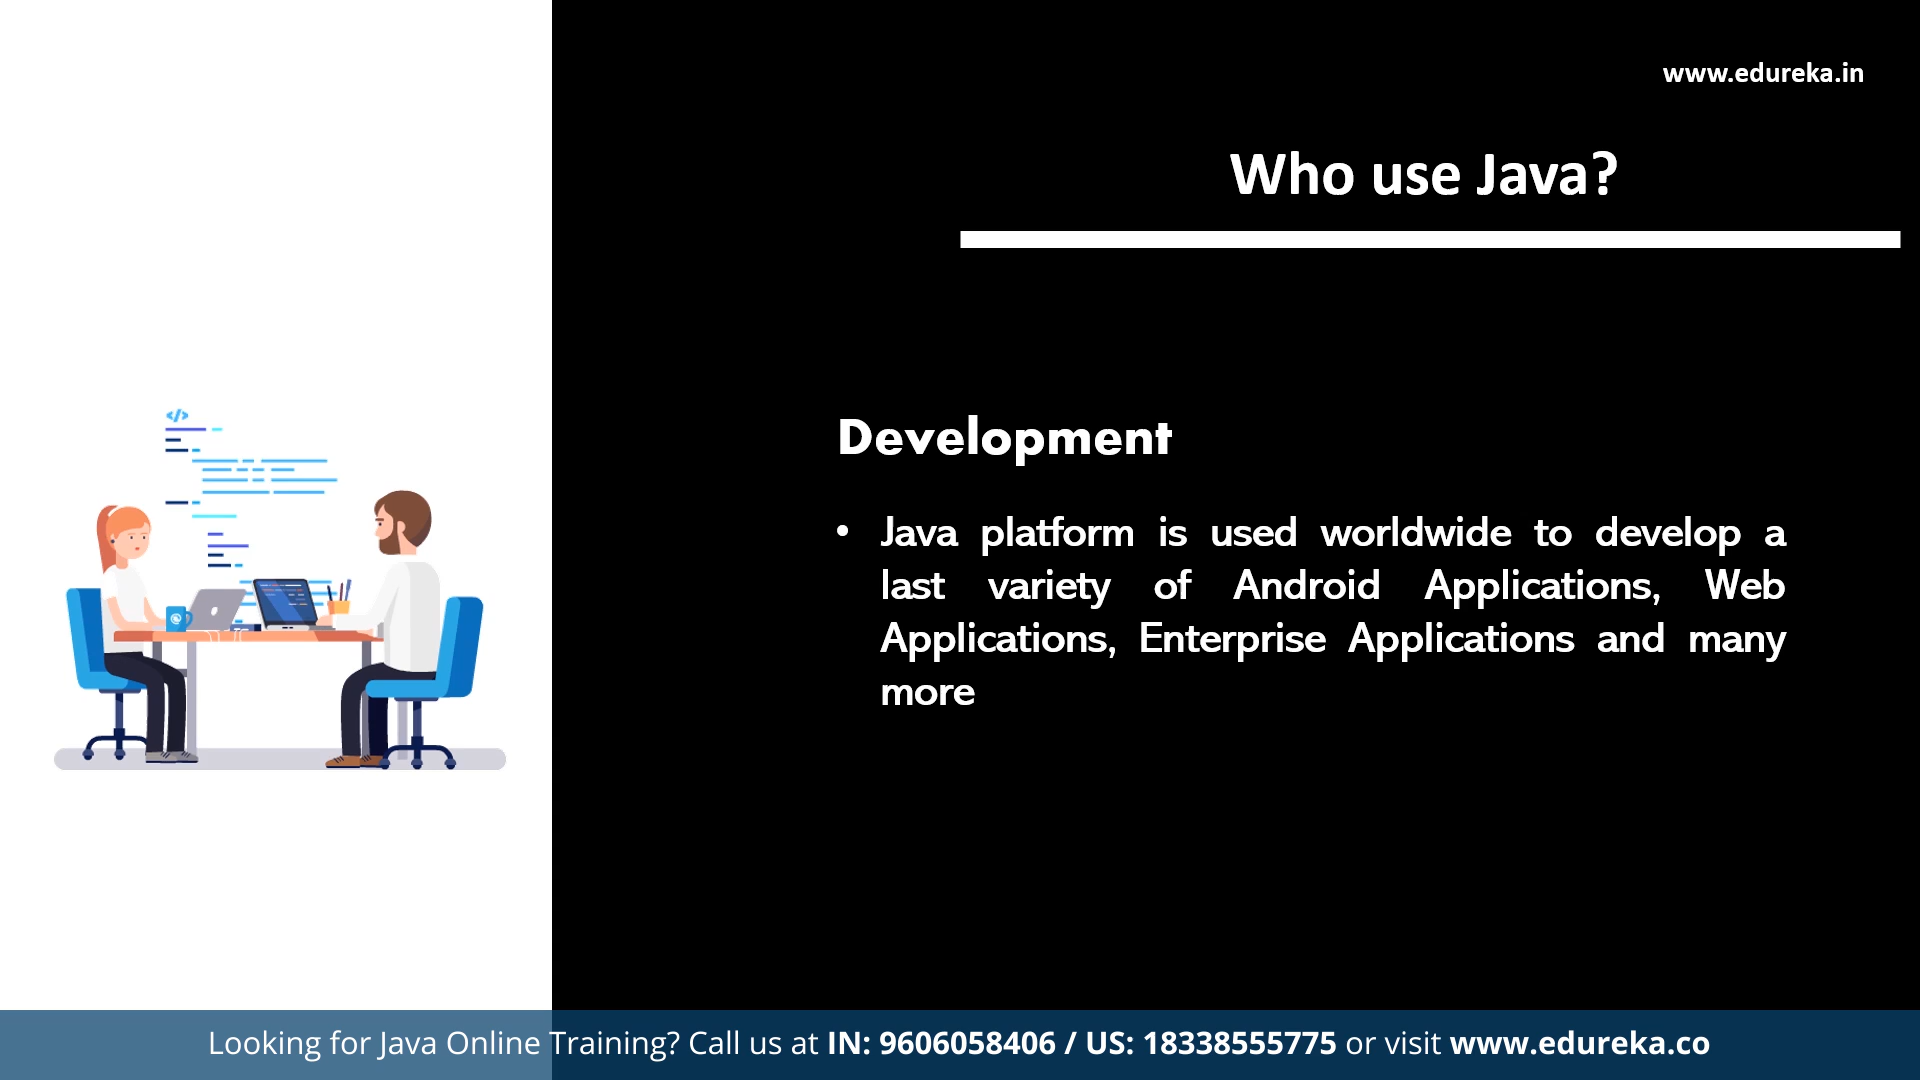 www.edureka.in
Who use Java?
</>
Development
• Java platform is used worldwide to develop a
last variety of Android Applications, Web
Applications, Enterprise Applications and many
more
Looking for Java Online Training? Call us at IN: 9606058406 / US: 18338555775 or visit www.edureka.co